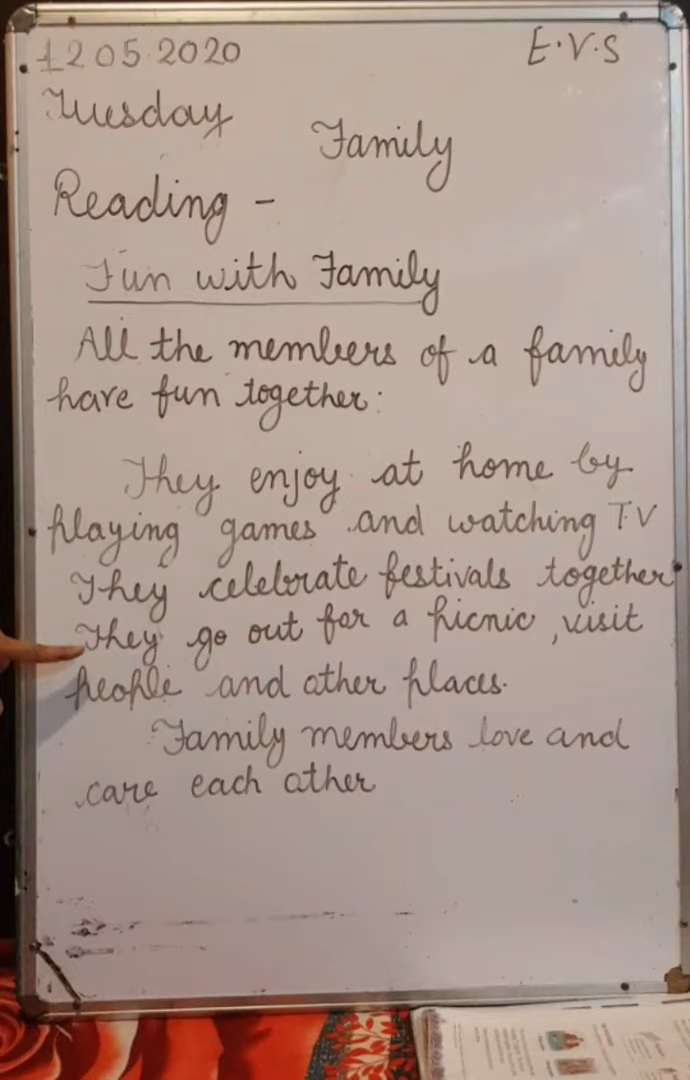 12 05.2020 E.V.S
Tuesday
Family
Reading -
Fun with Family
All the members of a family
have fun together:
They enjoy at home by
playing games and watching TV
They celebrate festivals together
They go out for a picnic, visit
people and other places.
Family members love and
care each other